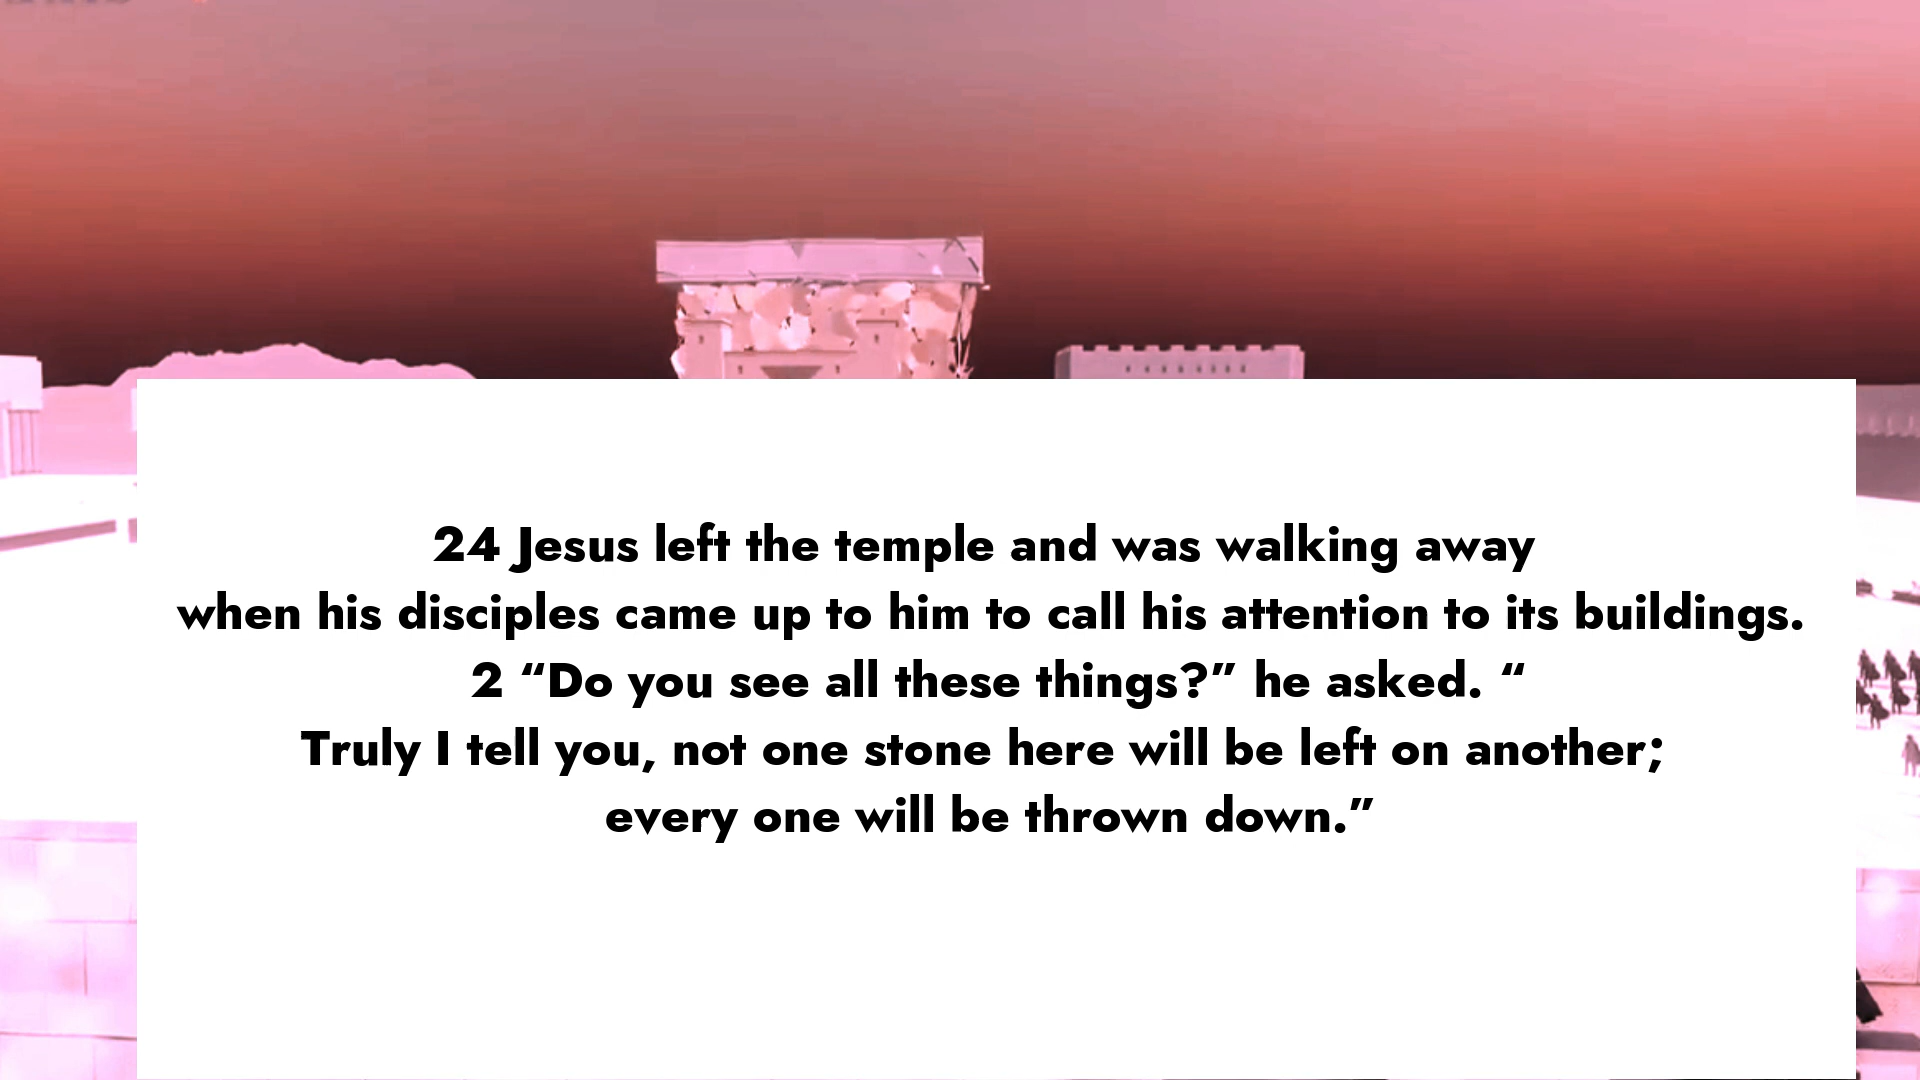 24 Jesus left the temple and was walking away
when his disciples came up to him to call his attention to its buildings.
2 “Do you see all these things?” he asked. “
Truly I tell you, not one stone here will be left on another;
every one will be thrown down.”